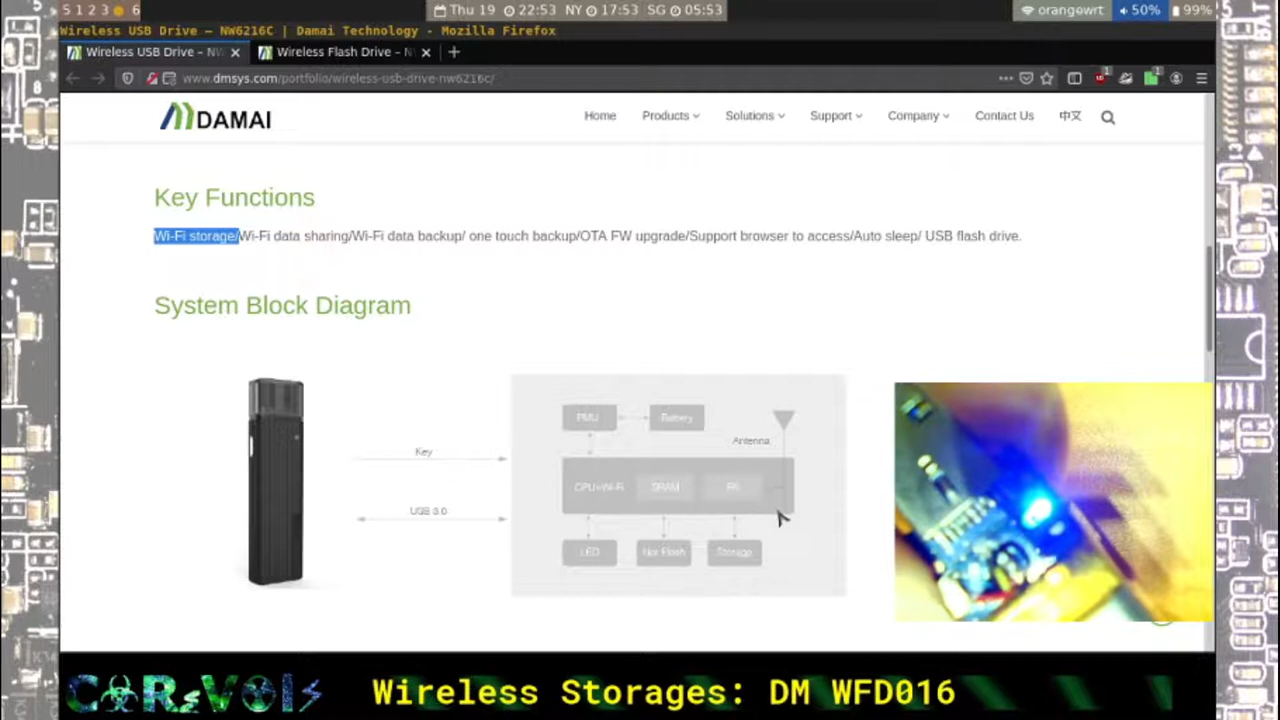 5 1 2 3 6
Thu 19 22:53 NY 17:53 SG 05:53
orangewrt 50% 99%
Wireless USB Drive – NW6216C | Damai Technology - Mozilla Firefox
Wireless USB Drive – NW
Wireless Flash Drive – N
www.dmsys.com/portfolio/wireless-usb-drive-nw6216c/
DAMAI
Home Products Solutions Support Company Contact Us 中文
Key Functions
Wi-Fi storage/Wi-Fi data sharing/Wi-Fi data backup/ one touch backup/OTA FW upgrade/Support browser to access/Auto sleep/ USB flash drive.
System Block Diagram
PMU Battery
Antenna
Key
CPU+Wi-Fi
USB 3.0
LED Nor Flash Storage
Wireless Storages: DM WFD016